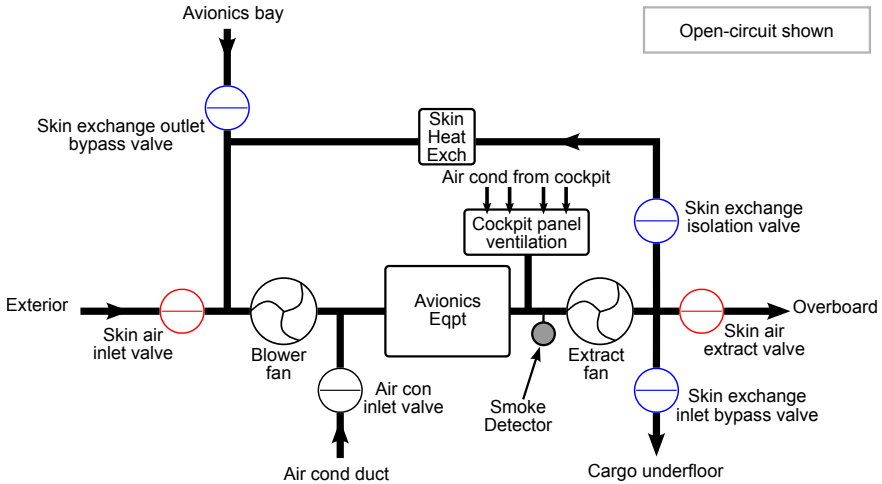 Avionics bay
Open-circuit shown
Skin exchange outlet
bypass valve
Skin
Heat
Exch
Air cond from cockpit
Cockpit panel
ventilation
Skin exchange
isolation valve
Exterior
Avionics
Eqpt
Overboard
Skin air
inlet valve
Blower
fan
Extract
fan
Skin air
extract valve
Air con
inlet valve
Smoke
Detector
Skin exchange
inlet bypass valve
Air cond duct
Cargo underfloor